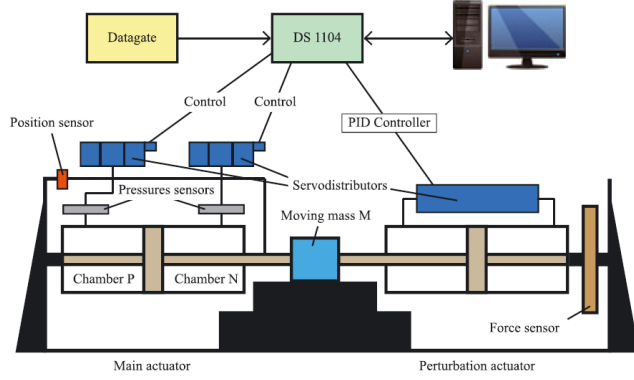 Datagate
DS 1104
Control
Control
PID Controller
Position sensor
Pressures sensors
Servodistributors
Moving mass M
Chamber P
Chamber N
Force sensor
Main actuator
Perturbation actuator